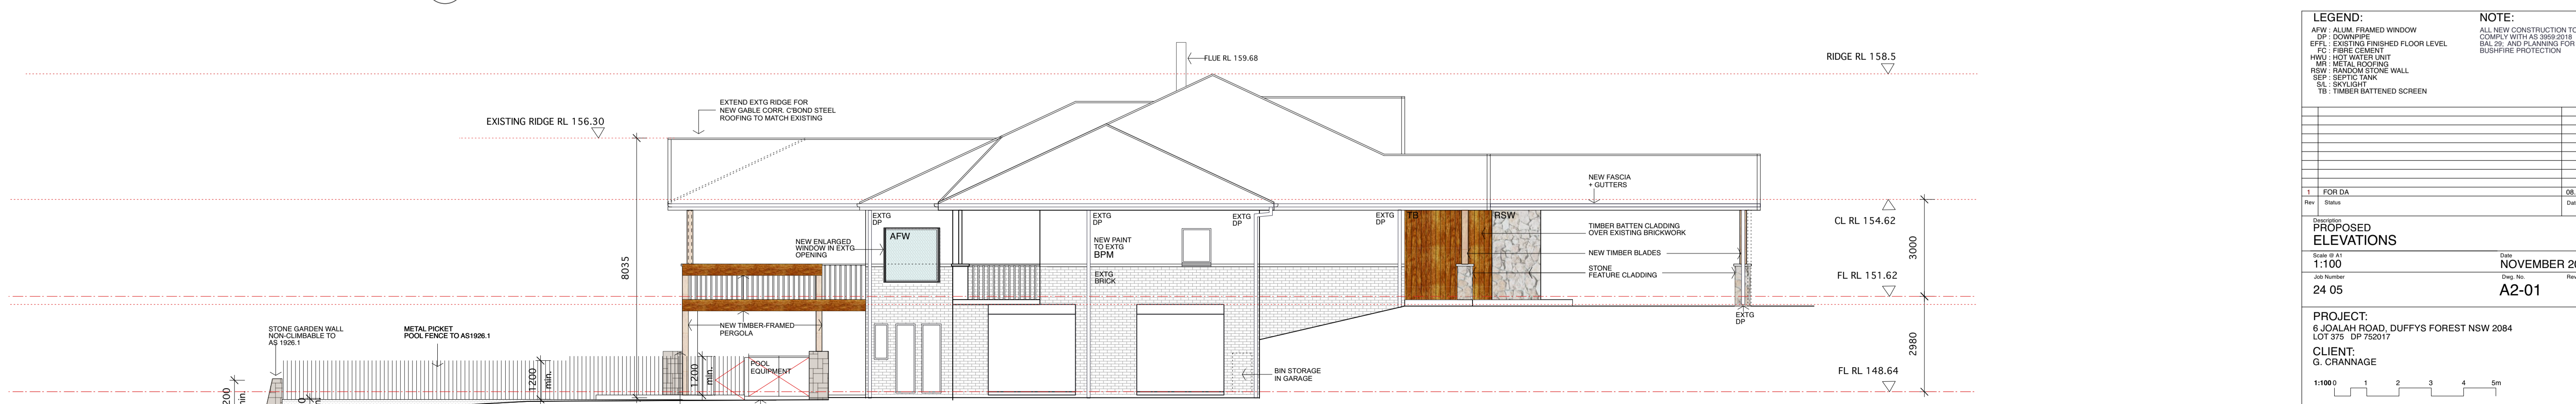 FLUE RL 159.68
RIDGE RL 158.5
EXTEND EXTG RIDGE FOR
NEW GABLE CORR. C'BOND STEEL
ROOFING TO MATCH EXISTING
EXISTING RIDGE RL 156.30
NEW FASCIA
+ GUTTERS
CL RL 154.62
EXTG
DP
AFW
NEW ENLARGED
WINDOW IN EXTG
OPENING
EXTG
DP
NEW PAINT
TO EXTG
BPM
EXTG
BRICK
EXTG
DP
EXTG
DP
TB
RSW
TIMBER BATTEN CLADDING
OVER EXISTING BRICKWORK
NEW TIMBER BLADES
STONE
FEATURE CLADDING
3000
8035
FL RL 151.62
EXTG
DP
2980
NEW TIMBER-FRAMED
PERGOLA
STONE GARDEN WALL
NON-CLIMBABLE TO
AS 1926.1
METAL PICKET
POOL FENCE TO AS1926.1
1200
min.
1200
min.
POOL
EQUIPMENT
BIN STORAGE
IN GARAGE
FL RL 148.64
LEGEND:
AFW : ALUM. FRAMED WINDOW
DP : DOWNPIPE
EFFL : EXISTING FINISHED FLOOR LEVEL
FC : FIBRE CEMENT
HWU : HOT WATER UNIT
MR : METAL ROOFING
RSW : RANDOM STONE WALL
SEP : SEPTIC TANK
S/L : SKYLIGHT
TB : TIMBER BATTENED SCREEN
NOTE:
ALL NEW CONSTRUCTION TO
COMPLY WITH AS 3959:2018
BAL 29; AND PLANNING FOR
BUSHFIRE PROTECTION
1 FOR DA 08.
Rev Status
Description
PROPOSED
ELEVATIONS
Scale @ A1
1:100
Date
NOVEMBER 20
Job Number
24 05
Dwg. No.
A2-01
Rev
PROJECT:
6 JOALAH ROAD, DUFFYS FOREST NSW 2084
LOT 375 DP 752017
CLIENT:
G. CRANNAGE
1:100 0 1 2 3 4 5m